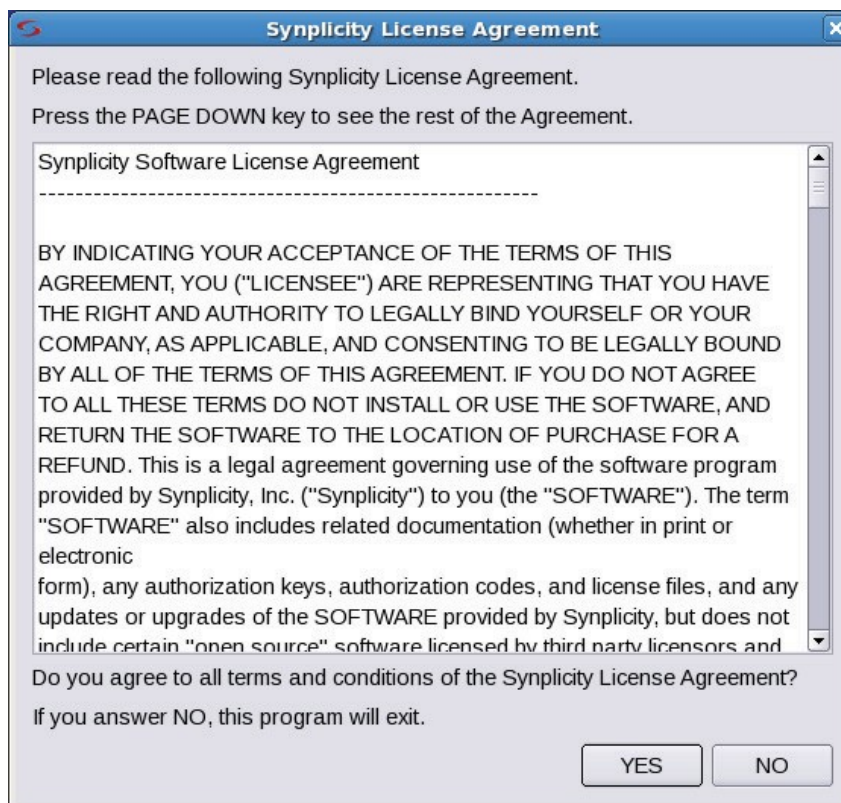 Synplicity License Agreement
Please read the following Synplicity License Agreement.
Press the PAGE DOWN key to see the rest of the Agreement.
Synplicity Software License Agreement
-------------------------------------------------------
BY INDICATING YOUR ACCEPTANCE OF THE TERMS OF THIS
AGREEMENT, YOU ("LICENSEE") ARE REPRESENTING THAT YOU HAVE
THE RIGHT AND AUTHORITY TO LEGALLY BIND YOURSELF OR YOUR
COMPANY, AS APPLICABLE, AND CONSENTING TO BE LEGALLY BOUND
BY ALL OF THE TERMS OF THIS AGREEMENT. IF YOU DO NOT AGREE
TO ALL THESE TERMS DO NOT INSTALL OR USE THE SOFTWARE, AND
RETURN THE SOFTWARE TO THE LOCATION OF PURCHASE FOR A
REFUND. This is a legal agreement governing use of the software program
provided by Synplicity, Inc. ("Synplicity") to you (the "SOFTWARE"). The term
"SOFTWARE" also includes related documentation (whether in print or
electronic
form), any authorization keys, authorization codes, and license files, and any
updates or upgrades of the SOFTWARE provided by Synplicity, but does not
include certain "open source" software licensed by third party licensors and
Do you agree to all terms and conditions of the Synplicity License Agreement?
If you answer NO, this program will exit.
YES NO